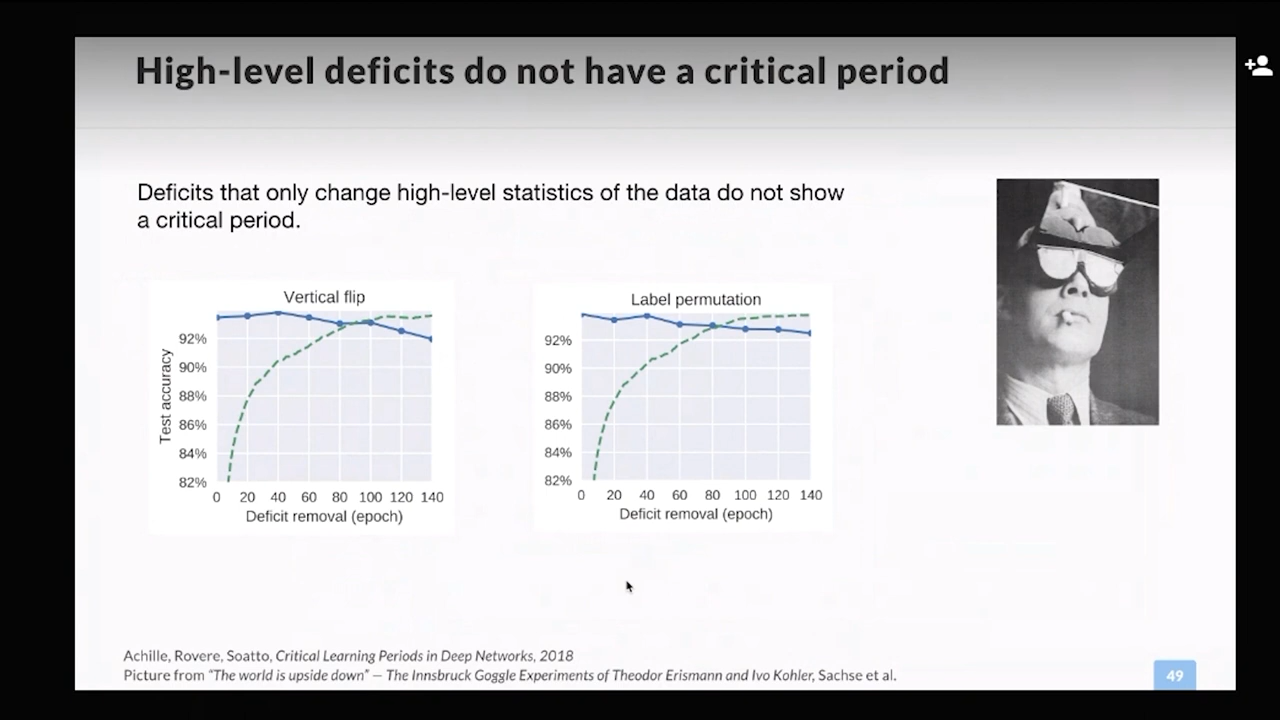 High-level deficits do not have a critical period
Deficits that only change high-level statistics of the data do not show
a critical period.
Vertical flip
Test accuracy
92%
90%
88%
86%
84%
82%
0 20 40 60 80 100 120 140
Deficit removal (epoch)
Label permutation
92%
90%
88%
86%
84%
82%
0 20 40 60 80 100 120 140
Deficit removal (epoch)
Achille, Rovere, Soatto, Critical Learning Periods in Deep Networks, 2018
Picture from “The world is upside down” — The Innsbruck Goggle Experiments of Theodor Erismann and Ivo Kohler, Sachse et al.
49